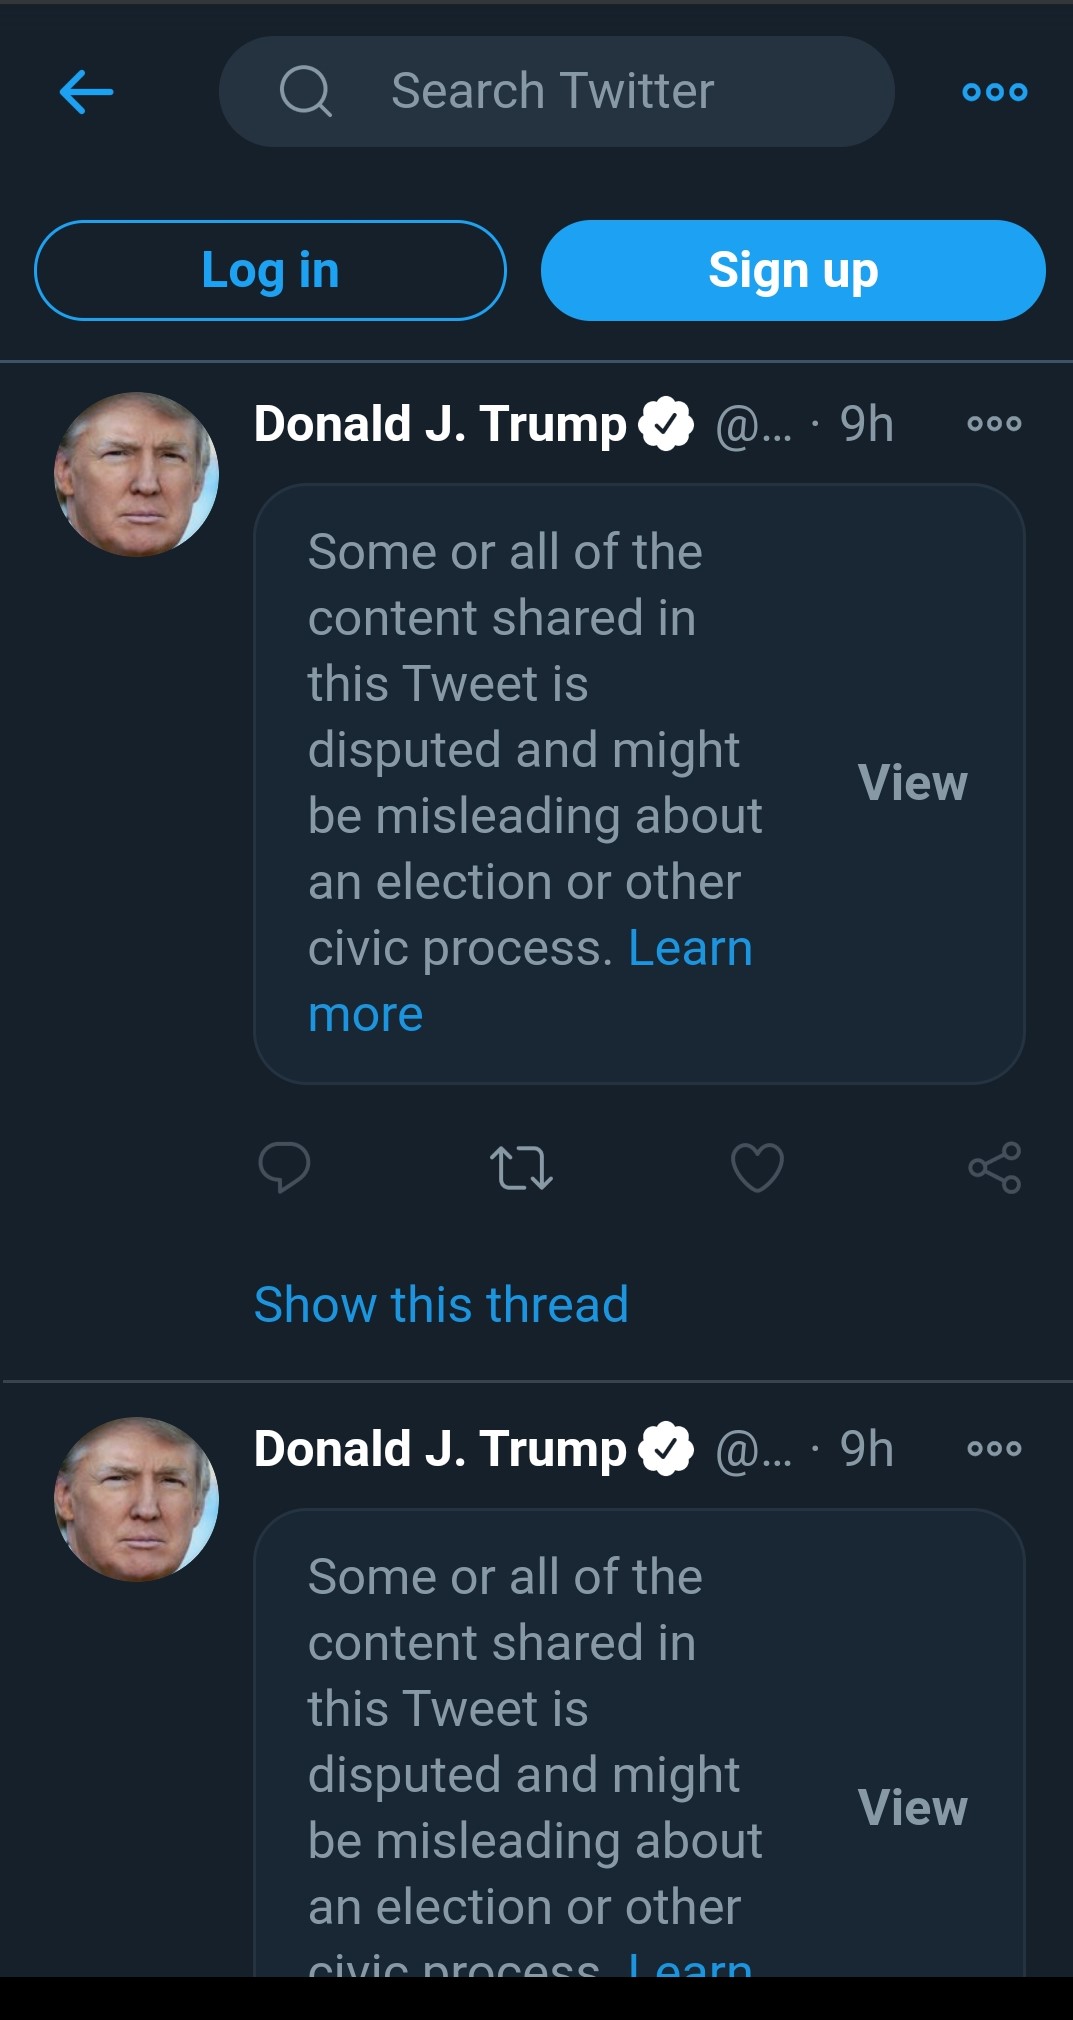 Search Twitter
Log in
Sign up
Donald J. Trump @... · 9h
Some or all of the
content shared in
this Tweet is
disputed and might
be misleading about
an election or other
civic process. Learn
more
View
Show this thread
Donald J. Trump @... · 9h
Some or all of the
content shared in
this Tweet is
disputed and might
be misleading about
an election or other
civic process. Learn
View